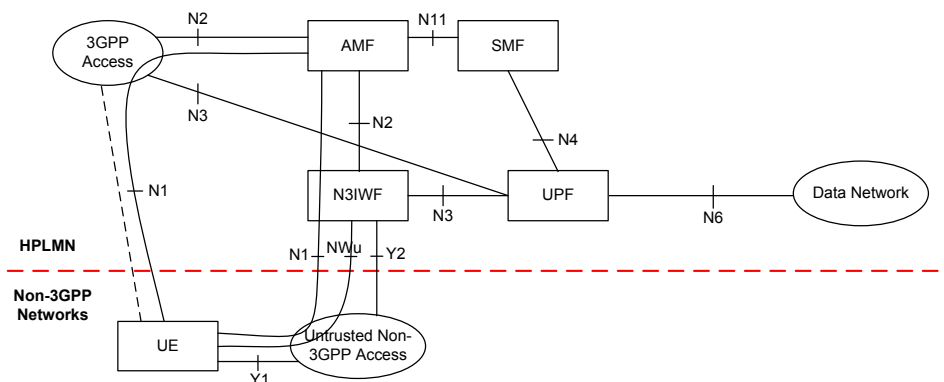 N2
3GPP
Access
AMF
N11
SMF
N3
N2
N4
N1
N3IWF
N3
UPF
N6
Data Network
HPLMN
N1
NWu
Y2
Non-3GPP
Networks
UE
Untrusted Non-
3GPP Access
Y1